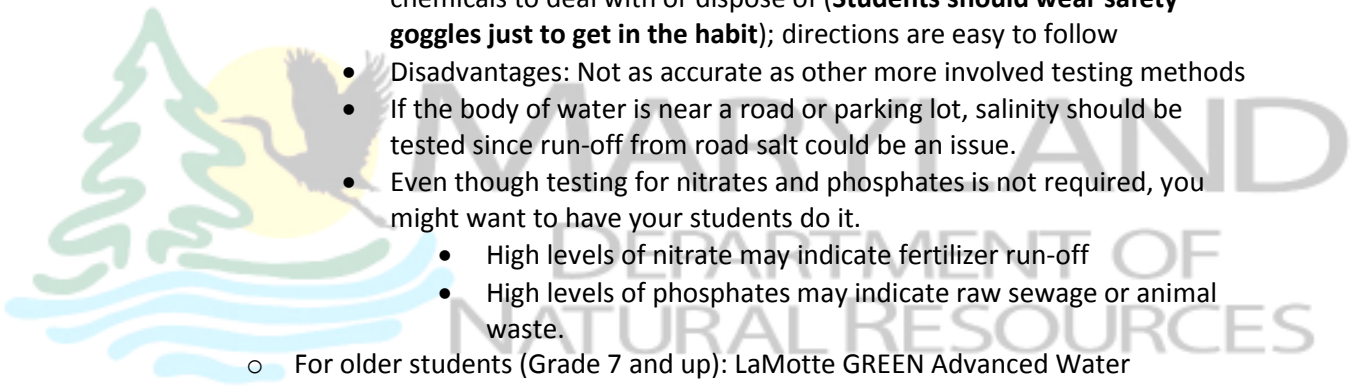 chemicals to deal with or dispose of (Students should wear safety
goggles just to get in the habit); directions are easy to follow
• Disadvantages: Not as accurate as other more involved testing methods
• If the body of water is near a road or parking lot, salinity should be
tested since run-off from road salt could be an issue.
• Even though testing for nitrates and phosphates is not required, you
might want to have your students do it.
• High levels of nitrate may indicate fertilizer run-off
• High levels of phosphates may indicate raw sewage or animal
waste.
o For older students (Grade 7 and up): LaMotte GREEN Advanced Water
MARYLAND
DEPARTMENT OF
NATURAL RESOURCES